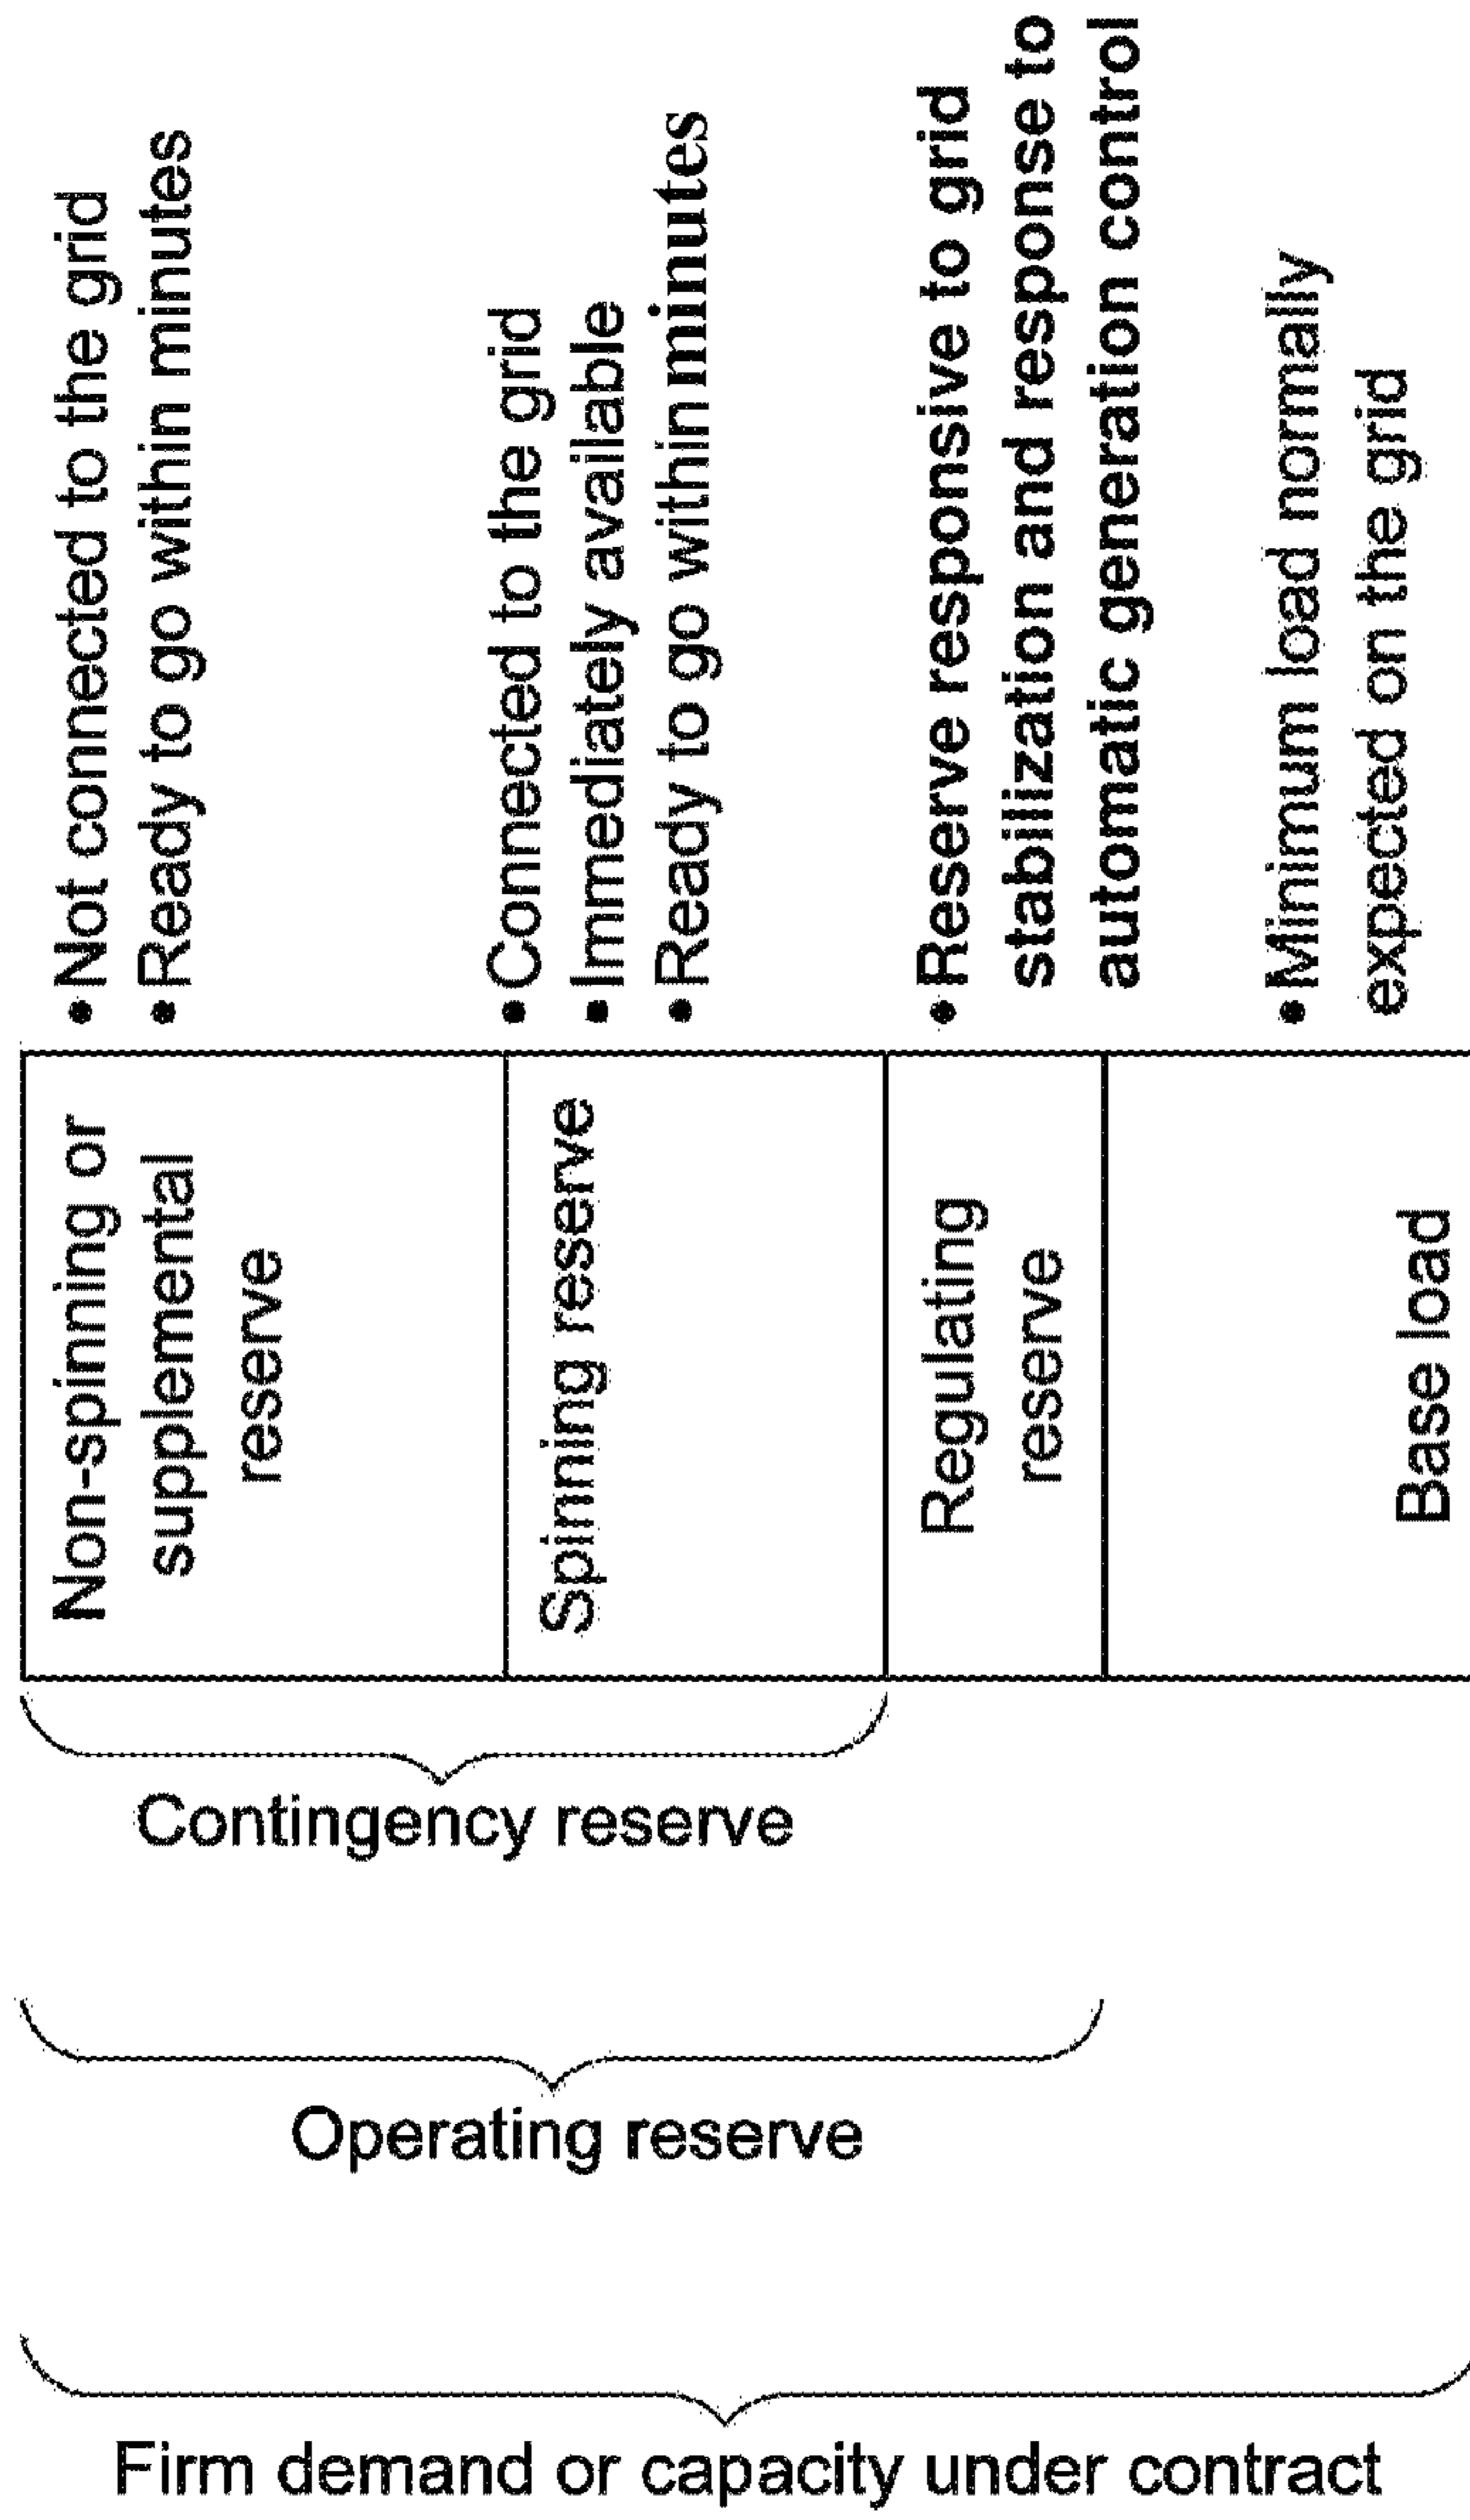 Non-spinning or
supplemental
reserve
•Not connected to the grid
•Ready to go within minutes
Spinning reserve
•Connected to the grid
•Immediately available
•Ready to go within minutes
Regulating
reserve
•Reserve responsive to grid
stabilization and response to
automatic generation control
Base load
•Minimum load normally
expected on the grid
Contingency reserve
Operating reserve
Firm demand or capacity under contract